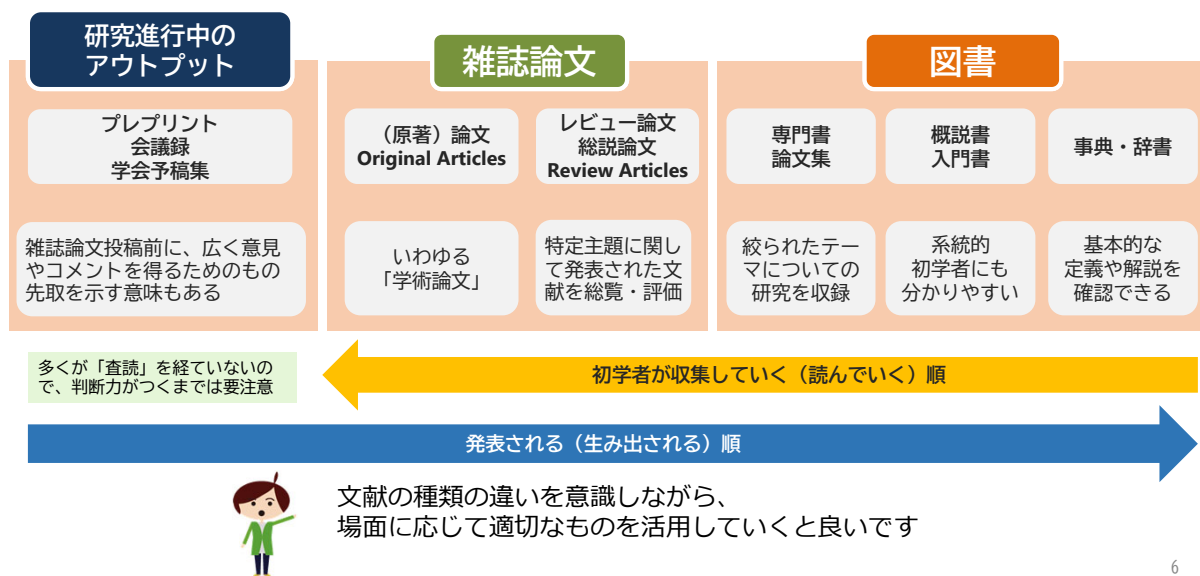 研究進行中の
アウトプット
雑誌論文
図書
プレプリント
会議録
学会予稿集
（原著）論文
Original Articles
レビュー論文
総説論文
Review Articles
専門書
論文集
概説書
入門書
事典・辞書
雑誌論文投稿前に、広く意見
やコメントを得るためのもの
先取を示す意味もある
いわゆる
「学術論文」
特定主題に関し
て発表された文
献を総覧・評価
絞られたテー
マについての
研究を収録
系統的
初学者にも
分かりやすい
基本的な
定義や解説を
確認できる
多くが「査読」を経ていないの
で、判断力がつくまでは要注意
初学者が収集していく（読んでいく）順
発表される（生み出される）順
文献の種類の違いを意識しながら、
場面に応じて適切なものを活用していくと良いです
6